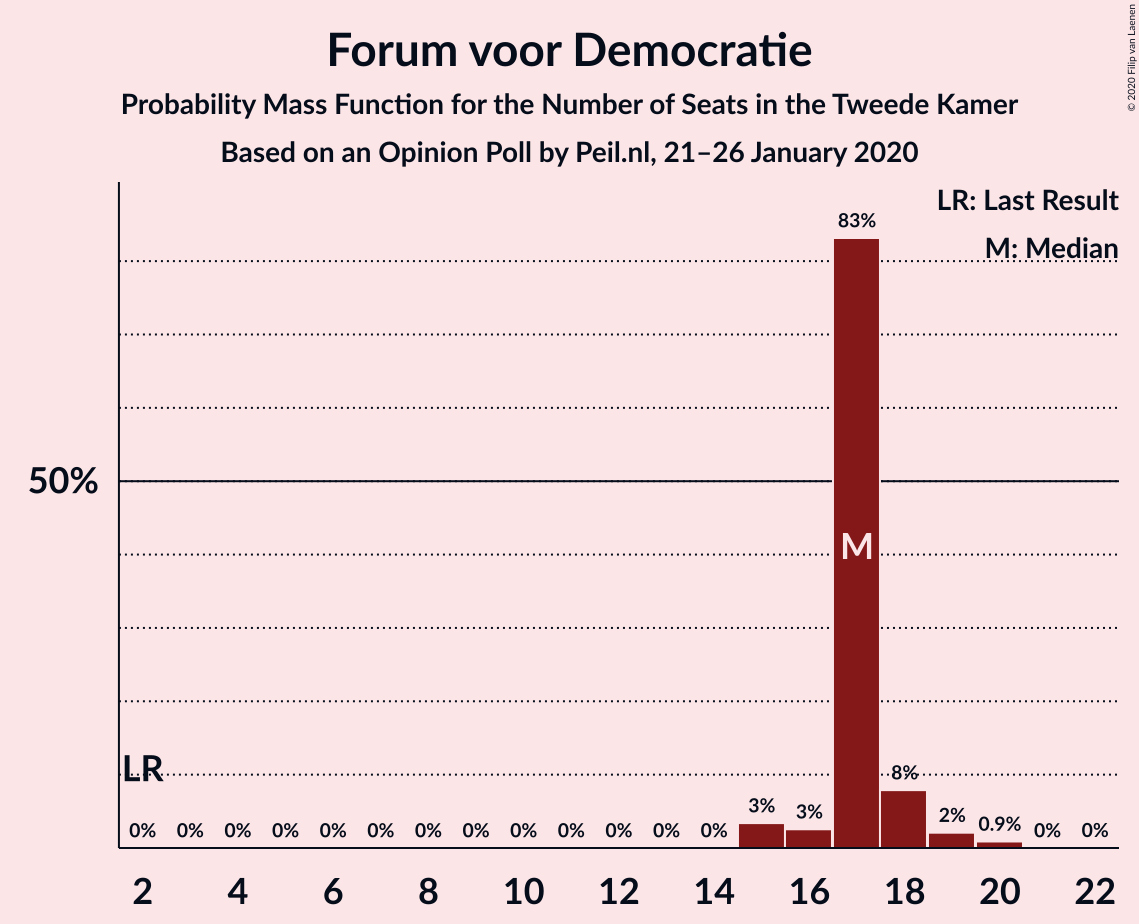 Forum voor Democratie
Probability Mass Function for the Number of Seats in the Tweede Kamer
Based on an Opinion Poll by Peil.nl, 21–26 January 2020
© 2020 Filip van Laenen
LR: Last Result
M: Median
83%
50%
M
LR
8%
3%
3%
2%
0.9%
0% 0% 0% 0% 0% 0% 0% 0% 0% 0% 0% 0% 0% 0% 0%
2 4 6 8 10 12 14 16 18 20 22